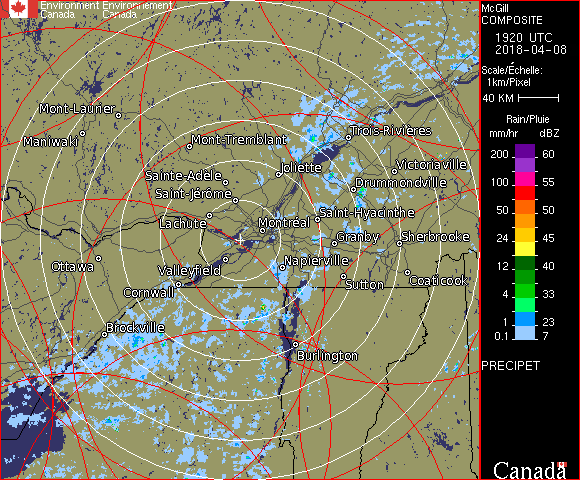 Environment Environnement
Canada Canada
McGill
COMPOSITE
1920 UTC
2018-04-08
Scale/Échelle:
1km/Pixel
40 KM
Rain/Pluie
mm/hr dBZ
200 60
100 55
50 50
24 45
12 40
4 33
1 23
0.1 7
PRECIPET
Canada
Mont-Laurier
Maniwaki
Mont-Tremblant
Trois-Rivières
Sainte-Adèle
Joliette
Victoriaville
Saint-Jérôme
Drummondville
Lachute
Montréal
Saint-Hyacinthe
Granby
Sherbrooke
Ottawa
Valleyfield
Napierville
Cornwall
Sutton
Coaticook
Brockville
Burlington